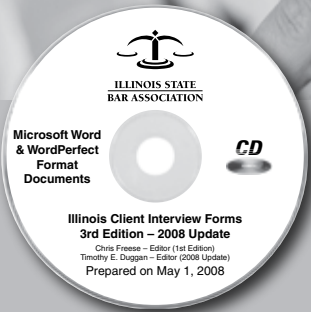 ILLINOIS STATE
BAR ASSOCIATION
Microsoft Word
& WordPerfect
Format
Documents
CD
Illinois Client Interview Forms
3rd Edition – 2008 Update
Chris Freese – Editor (1st Edition)
Timothy E. Duggan – Editor (2008 Update)
Prepared on May 1, 2008